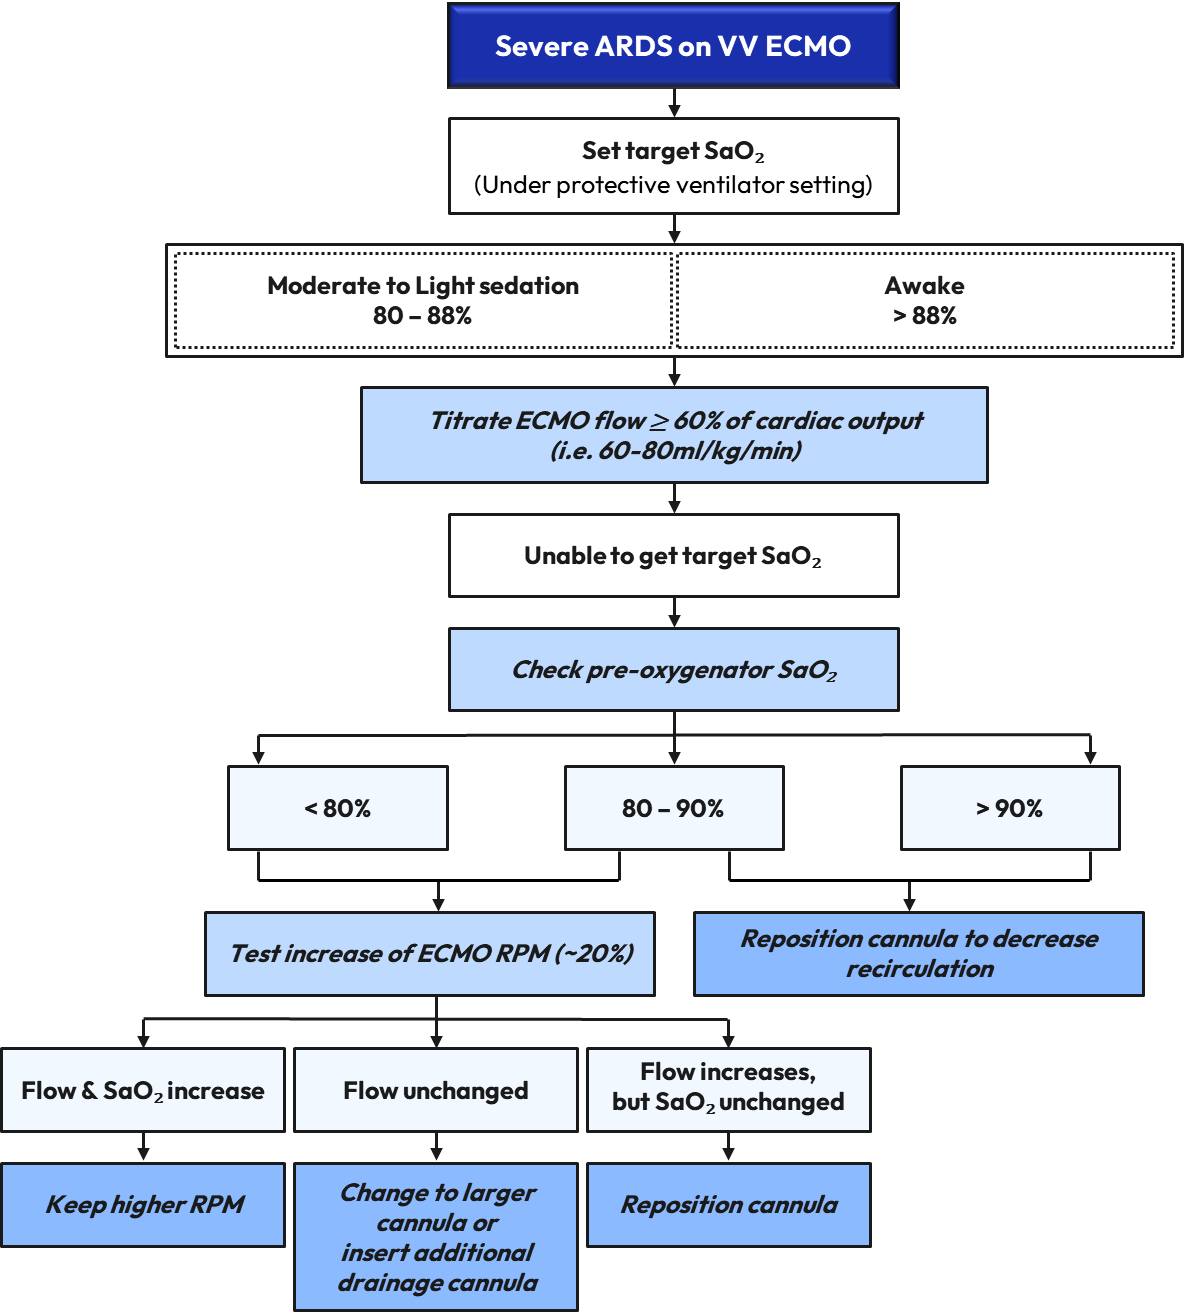 Severe ARDS on VV ECMO
Set target SaO₂
(Under protective ventilator setting)
Moderate to Light sedation
80 – 88%
Awake
> 88%
Titrate ECMO flow ≥ 60% of cardiac output
(i.e. 60-80ml/kg/min)
Unable to get target SaO₂
Check pre-oxygenator SaO₂
< 80%
80 – 90%
> 90%
Test increase of ECMO RPM (~20%)
Reposition cannula to decrease
recirculation
Flow & SaO₂ increase
Flow unchanged
Flow increases,
but SaO₂ unchanged
Keep higher RPM
Change to larger
cannula or
insert additional
drainage cannula
Reposition cannula